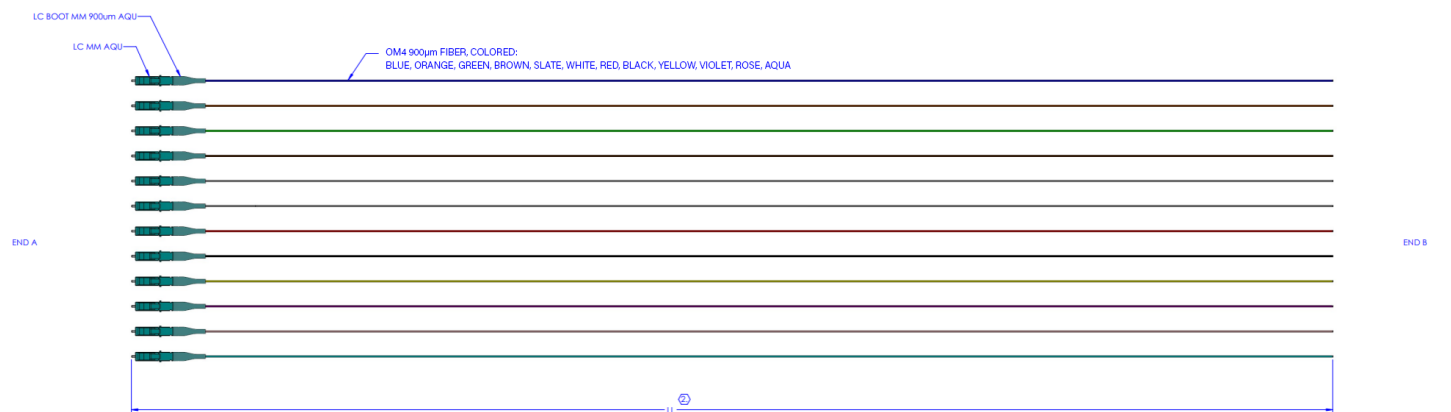 LC BOOT MM 900um AQU
LC MM AQU
OM4 900µm FIBER, COLORED:
BLUE, ORANGE, GREEN, BROWN, SLATE, WHITE, RED, BLACK, YELLOW, VIOLET, ROSE, AQUA
END A
END B
2